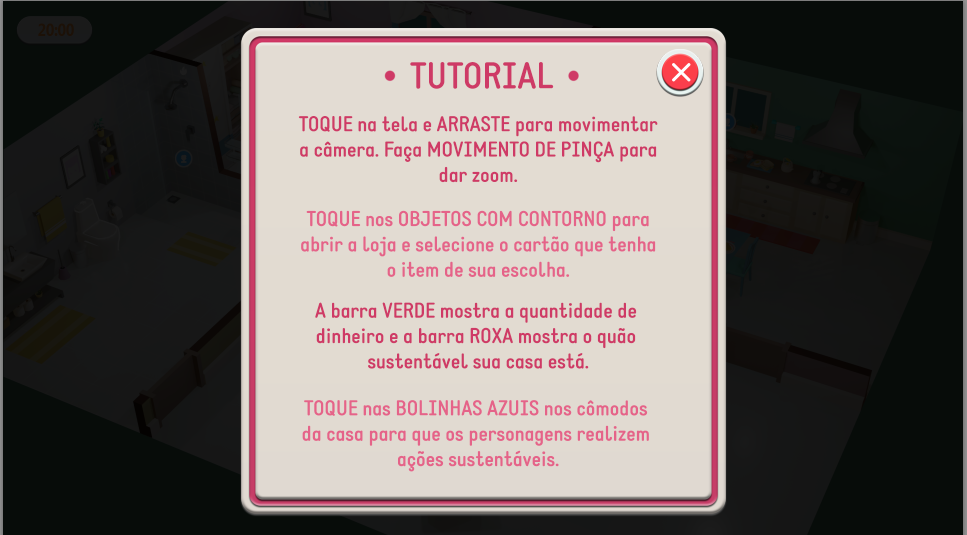 20:00
• TUTORIAL •
TOQUE na tela e ARRASTE para movimentar
a câmera. Faça MOVIMENTO DE PINÇA para
dar zoom.
TOQUE nos OBJETOS COM CONTORNO para
abrir a loja e selecione o cartão que tenha
o item de sua escolha.
A barra VERDE mostra a quantidade de
dinheiro e a barra ROXA mostra o quão
sustentável sua casa está.
TOQUE nas BOLINHAS AZUIS nos cômodos
da casa para que os personagens realizem
ações sustentáveis.